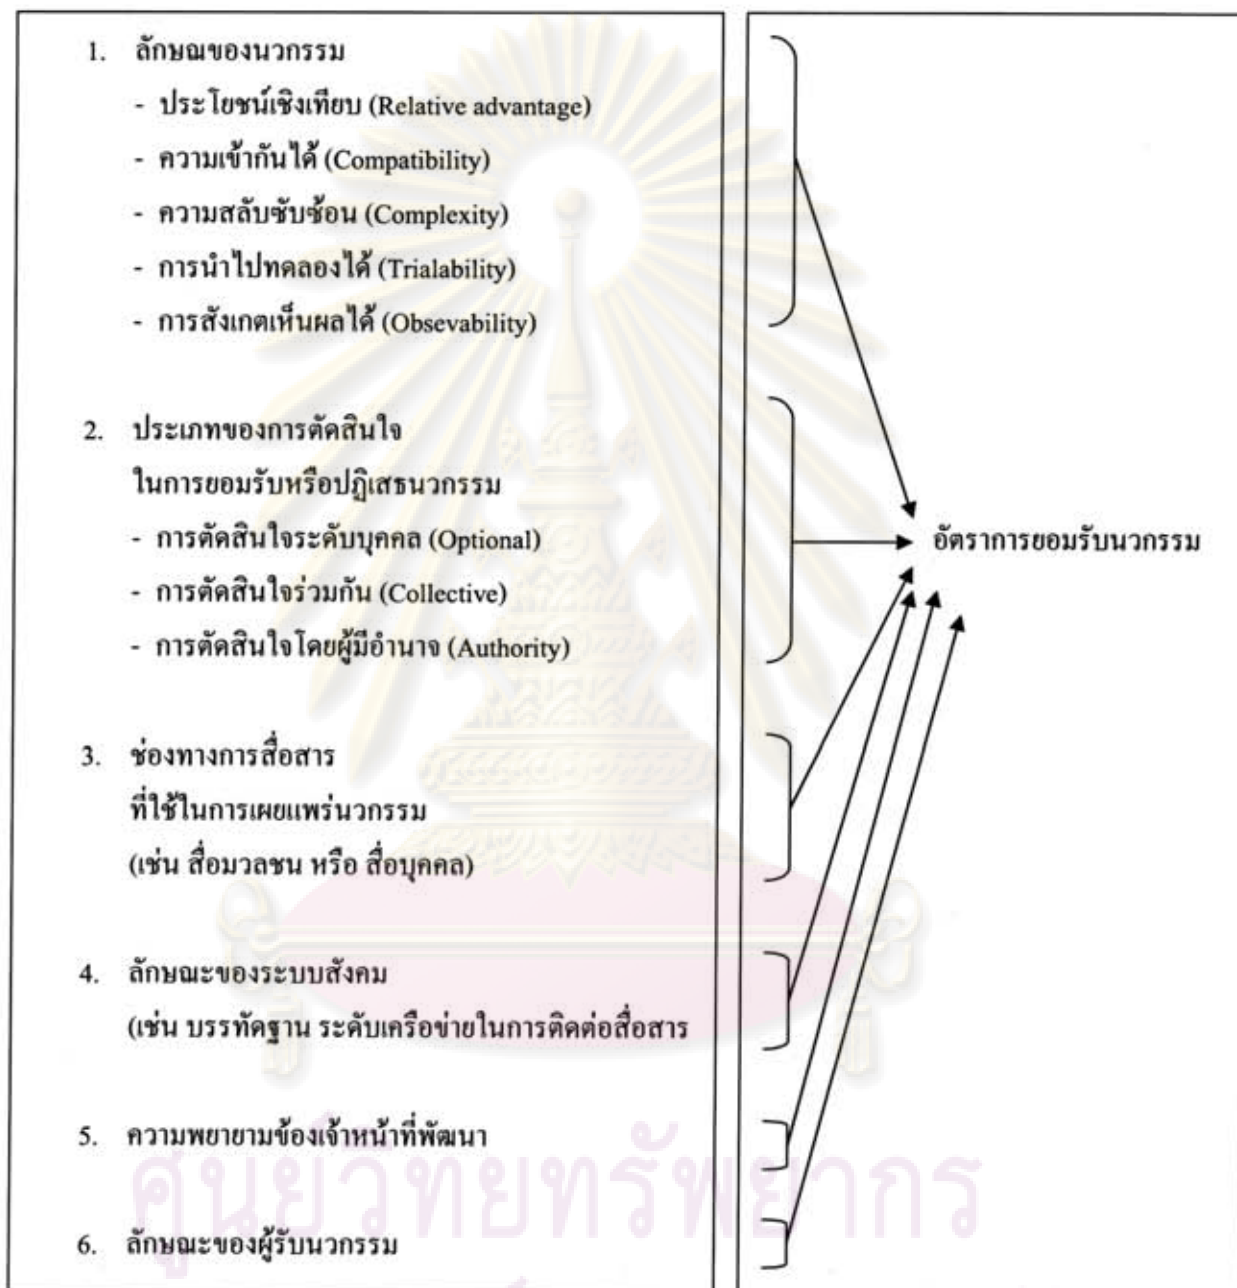 1. ลักษณของนวกรรม
- ประโยชน์เชิงเทียบ (Relative advantage)
- ความเข้ากันได้ (Compatibility)
- ความสลับซับซ้อน (Complexity)
- การนำไปทดลองได้ (Trialability)
- การสังเกตเห็นผลได้ (Obsevability)
2. ประเภทของการตัดสินใจ
ในการยอมรับหรือปฏิเสธนวกรรม
- การตัดสินใจระดับบุคคล (Optional)
- การตัดสินใจร่วมกัน (Collective)
- การตัดสินใจโดยผู้มีอำนาจ (Authority)
อัตราการยอมรับนวกรรม
3. ช่องทางการสื่อสาร
ที่ใช้ในการเผยแพร่นวกรรม
(เช่น สื่อมวลชน หรือ สื่อบุคคล)
4. ลักษณะของระบบสังคม
(เช่น บรรทัดฐาน ระดับเครือข่ายในการติดต่อสื่อสาร
5. ความพยายามข้องเจ้าหน้าที่พัฒนา
ศูนย์วิทยทรัพยากร
6. ลักษณะของผู้รับนวกรรม